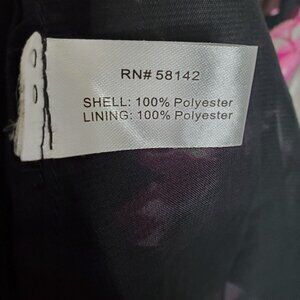 RN# 58142
SHELL: 100% Polyester
LINING: 100% Polyester